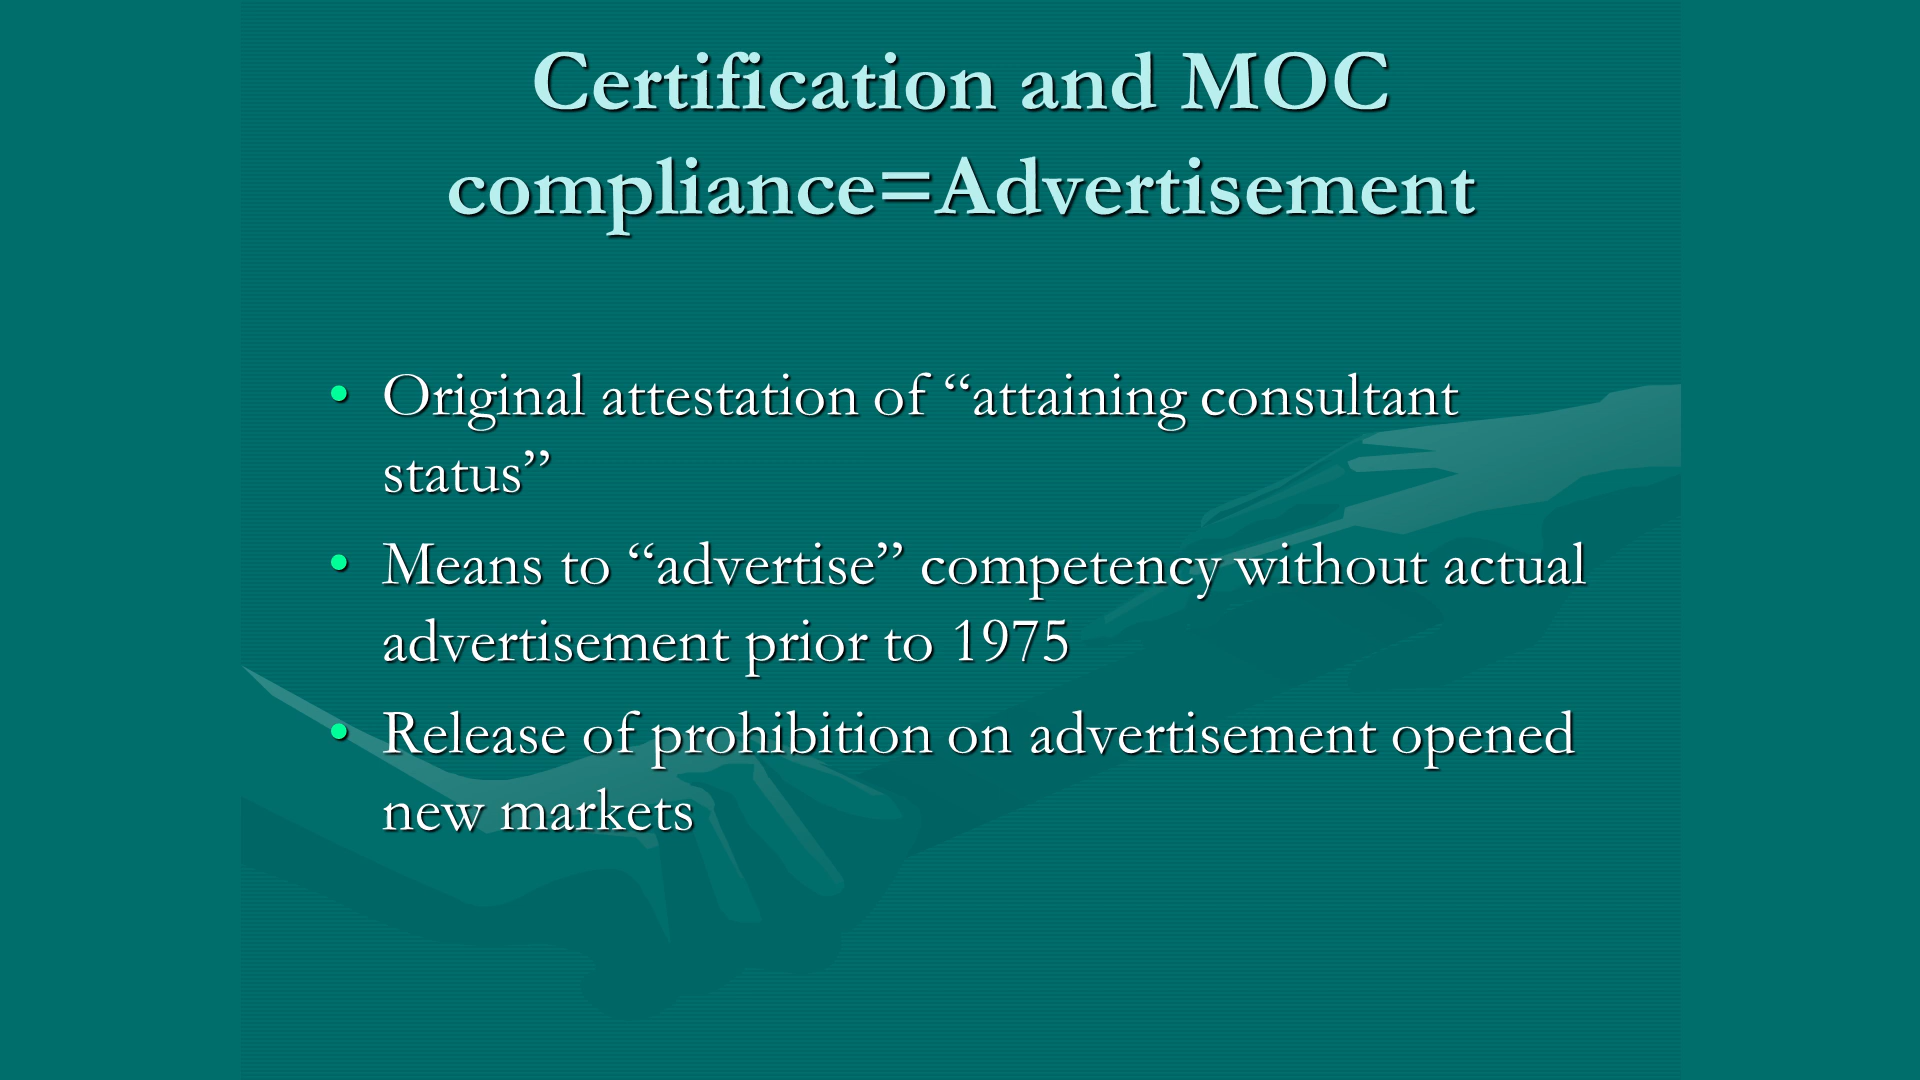 Certification and MOC
compliance=Advertisement
• Original attestation of “attaining consultant
status”
• Means to “advertise” competency without actual
advertisement prior to 1975
• Release of prohibition on advertisement opened
new markets